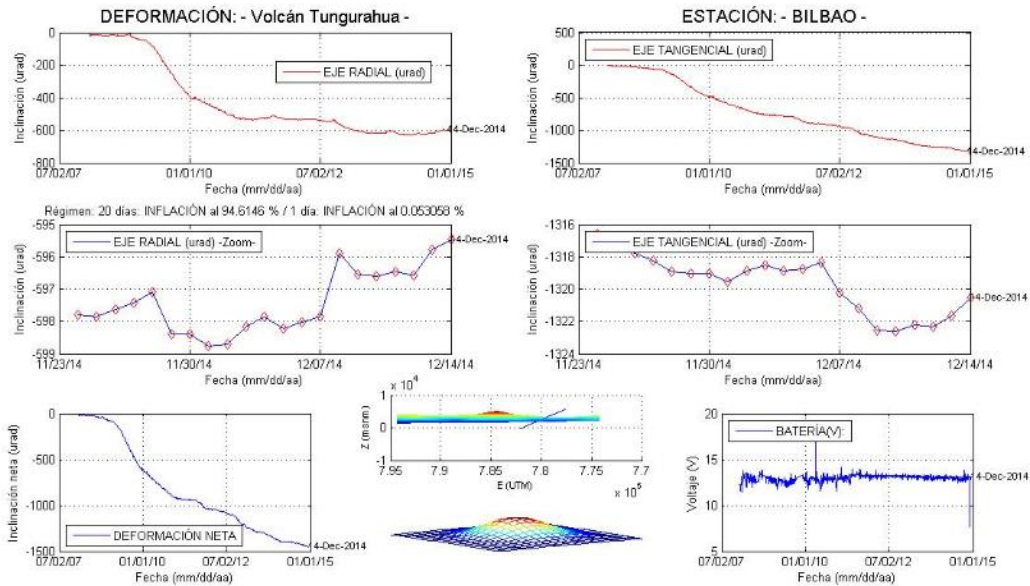 DEFORMACIÓN: - Volcán Tungurahua -
ESTACIÓN: - BILBAO -
0
-200
-400
-600
-800
Inclinación (urad)
EJE RADIAL (urad)
14-Dec-2014
07/02/07 01/01/10 07/02/12 01/01/15
Fecha (mm/dd/aa)
500
0
-500
-1000
-1500
Inclinación (urad)
EJE TANGENCIAL (urad)
14-Dec-2014
07/02/07 01/01/10 07/02/12 01/01/15
Fecha (mm/dd/aa)
Régimen: 20 días: INFLACIÓN al 94.6146 % / 1 día: INFLACIÓN al 0.053058 %
-595
-596
-597
-598
-599
Inclinación (urad)
EJE RADIAL (urad) -Zoom-
4-Dec-2014
11/23/14 11/30/14 12/07/14 12/14/14
Fecha (mm/dd/aa)
-1316
-1318
-1320
-1322
-1324
Inclinación (urad)
EJE TANGENCIAL (urad) -Zoom-
4-Dec-2014
11/23/14 11/30/14 12/07/14 12/14/14
Fecha (mm/dd/aa)
0
-500
-1000
-1500
Inclinación neta (urad)
DEFORMACIÓN NETA
4-Dec-2014
07/02/07 01/01/10 07/02/12 01/01/15
Fecha (mm/dd/aa)
x 10⁴
1
0
-1
Z (msnm)
7.95 7.9 7.85 7.8 7.75 7.7
E (UTM)
x 10⁵
20
15
10
5
Voltaje (V)
BATERÍA(V):
4-Dec-2014
07/02/07 01/01/10 07/02/12 01/01/15
Fecha (mm/dd/aa)